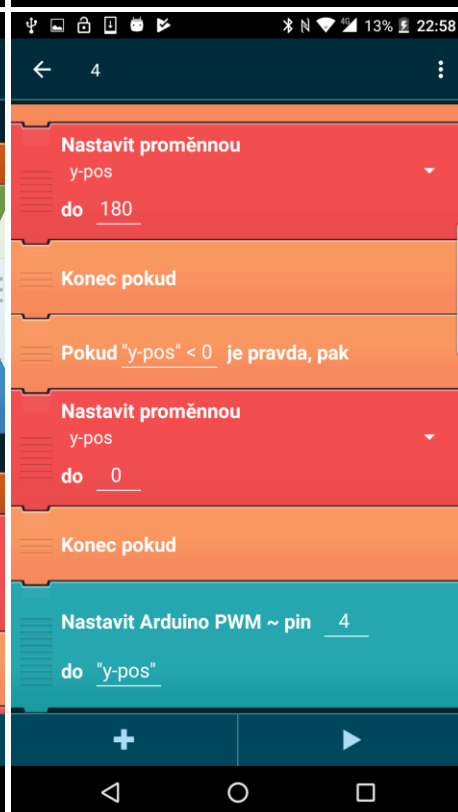 4G 13% 22:58
4
Nastavit proměnnou
y-pos
do 180
Konec pokud
Pokud "y-pos" < 0 je pravda, pak
Nastavit proměnnou
y-pos
do 0
Konec pokud
Nastavit Arduino PWM ~ pin 4
do "y-pos"